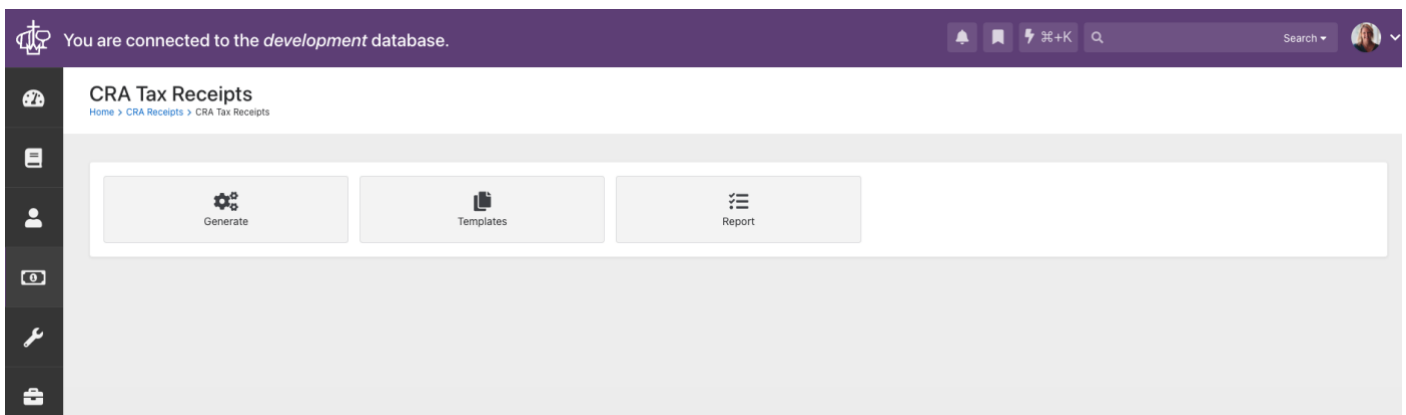 You are connected to the development database.
⌘+K
Search
CRA Tax Receipts
Home > CRA Receipts > CRA Tax Receipts
Generate
Templates
Report